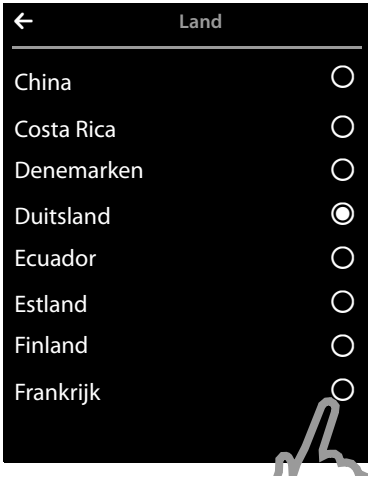 Land
China
Costa Rica
Denemarken
Duitsland
Ecuador
Estland
Finland
Frankrijk